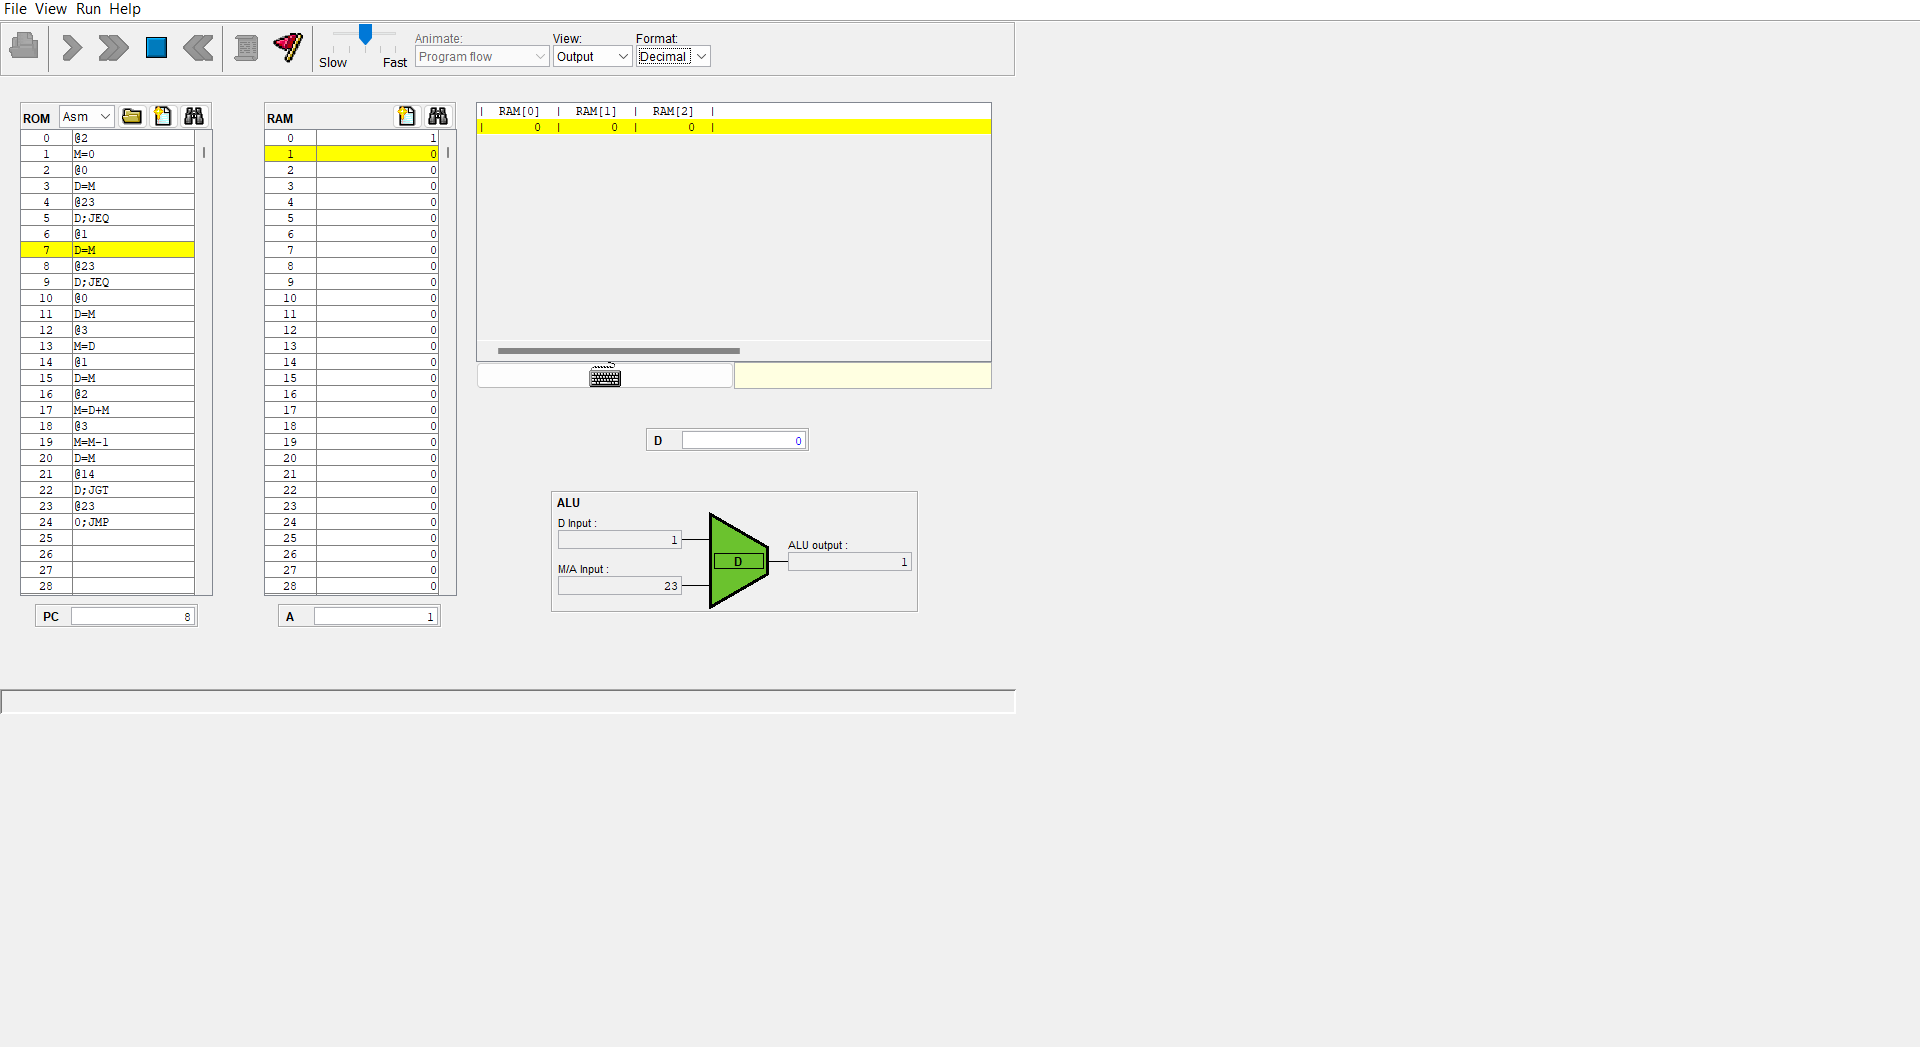 File View Run Help
Slow Fast
Animate:
Program flow
View:
Output
Format:
Decimal
ROM Asm
0 @2
1 M=0
2 @0
3 D=M
4 @23
5 D;JEQ
6 @1
7 D=M
8 @23
9 D;JEQ
10 @0
11 D=M
12 @3
13 M=D
14 @1
15 D=M
16 @2
17 M=D+M
18 @3
19 M=M-1
20 D=M
21 @14
22 D;JGT
23 @23
24 0;JMP
25
26
27
28
PC 8
RAM
0 1
1 0
2 0
3 0
4 0
5 0
6 0
7 0
8 0
9 0
10 0
11 0
12 0
13 0
14 0
15 0
16 0
17 0
18 0
19 0
20 0
21 0
22 0
23 0
24 0
25 0
26 0
27 0
28 0
A 1
| RAM[0] | RAM[1] | RAM[2] |
| 0 | 0 | 0 |
D 0
ALU
D Input :
1
M/A Input :
23
D
ALU output :
1